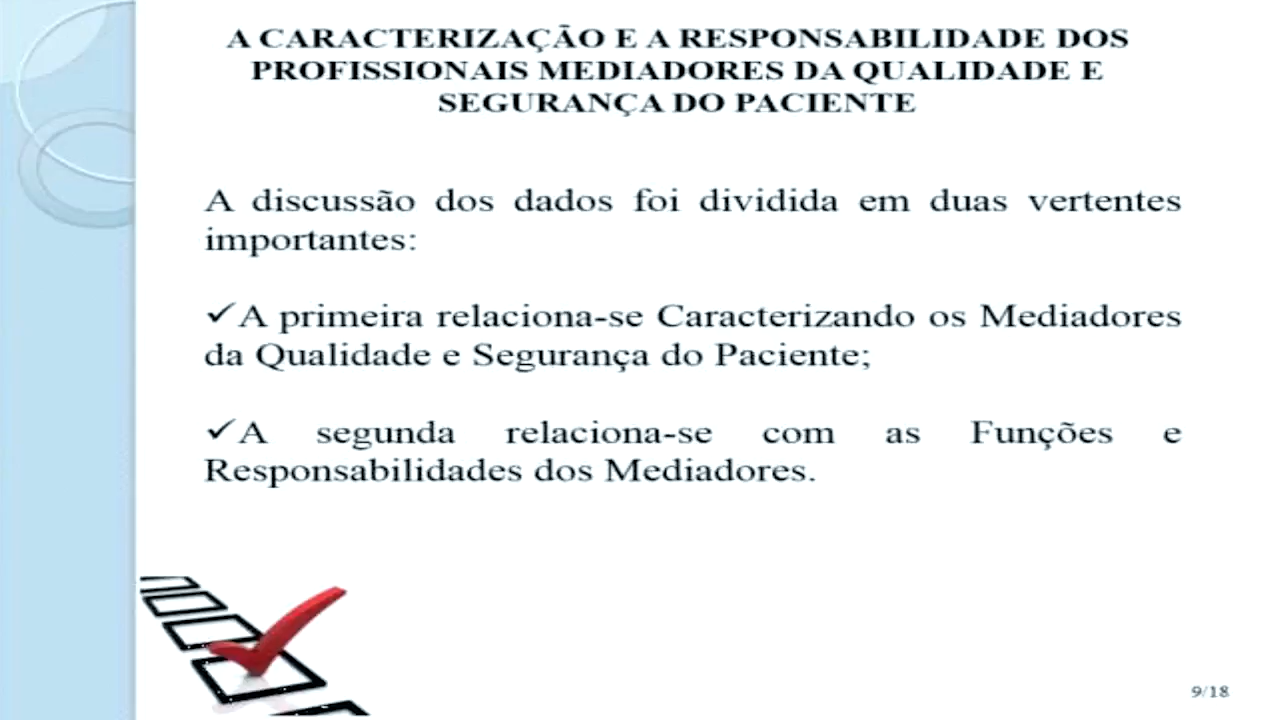 A CARACTERIZAÇÃO E A RESPONSABILIDADE DOS
PROFISSIONAIS MEDIADORES DA QUALIDADE E
SEGURANÇA DO PACIENTE
A discussão dos dados foi dividida em duas vertentes
importantes:
✓A primeira relaciona-se Caracterizando os Mediadores
da Qualidade e Segurança do Paciente;
✓A segunda relaciona-se com as Funções e
Responsabilidades dos Mediadores.
9/18